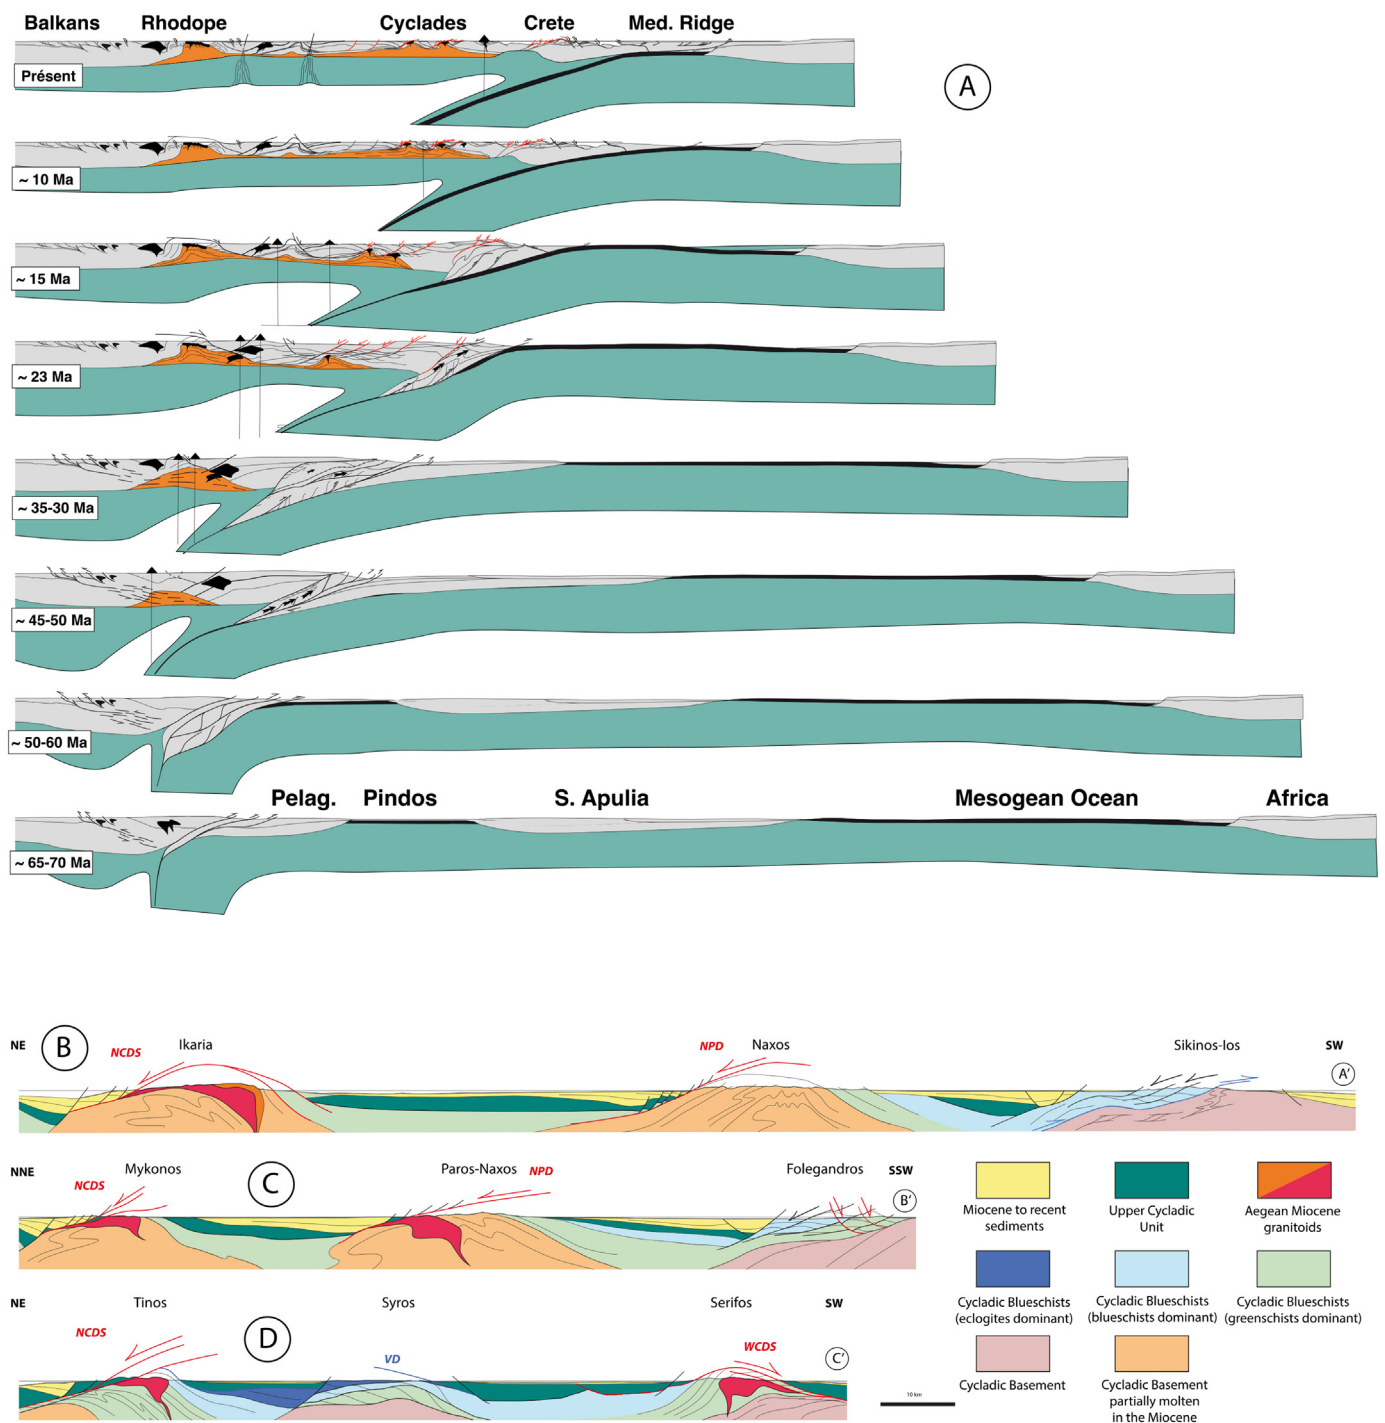 Balkans Rhodope Cyclades Crete Med. Ridge
Présent
A
~ 10 Ma
~ 15 Ma
~ 23 Ma
~ 35-30 Ma
~ 45-50 Ma
~ 50-60 Ma
Pelag. Pindos S. Apulia Mesogean Ocean Africa
~ 65-70 Ma
NE B NCDS Ikaria NPD Naxos Sikinos-Ios SW
A'
NNE Mykonos C Paros-Naxos NPD Folegandros SSW
NCDS
B'
NE Tinos Syros Serifos SW
NCDS D VD WCDS
C'
10 km
Miocene to recent
sediments
Upper Cycladic
Unit
Aegean Miocene
granitoids
Cycladic Blueschists
(eclogites dominant)
Cycladic Blueschists
(blueschists dominant)
Cycladic Blueschists
(greenschists dominant)
Cycladic Basement
Cycladic Basement
partially molten
in the Miocene